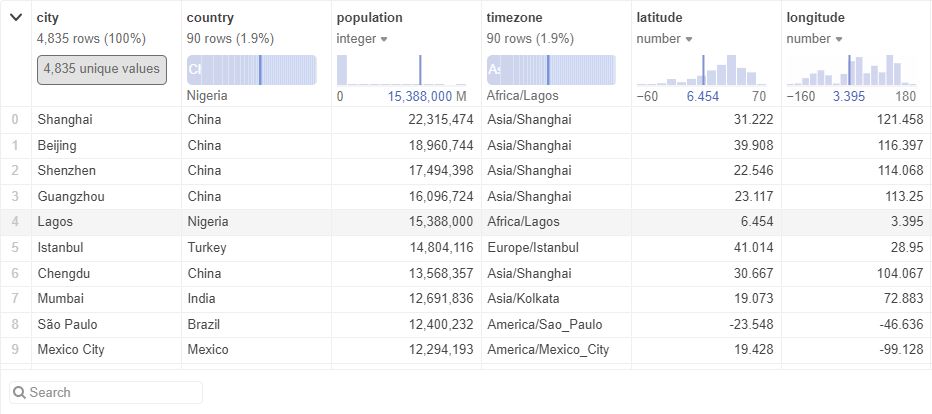 city country population timezone latitude longitude
4,835 rows (100%) 90 rows (1.9%) integer 90 rows (1.9%) number number
4,835 unique values
Nigeria 0 15,388,000 M Africa/Lagos −60 6.454 70 −160 3.395 180
0 Shanghai China 22,315,474 Asia/Shanghai 31.222 121.458
1 Beijing China 18,960,744 Asia/Shanghai 39.908 116.397
2 Shenzhen China 17,494,398 Asia/Shanghai 22.546 114.068
3 Guangzhou China 16,096,724 Asia/Shanghai 23.117 113.25
4 Lagos Nigeria 15,388,000 Africa/Lagos 6.454 3.395
5 Istanbul Turkey 14,804,116 Europe/Istanbul 41.014 28.95
6 Chengdu China 13,568,357 Asia/Shanghai 30.667 104.067
7 Mumbai India 12,691,836 Asia/Kolkata 19.073 72.883
8 São Paulo Brazil 12,400,232 America/Sao_Paulo -23.548 -46.636
9 Mexico City Mexico 12,294,193 America/Mexico_City 19.428 -99.128
Search